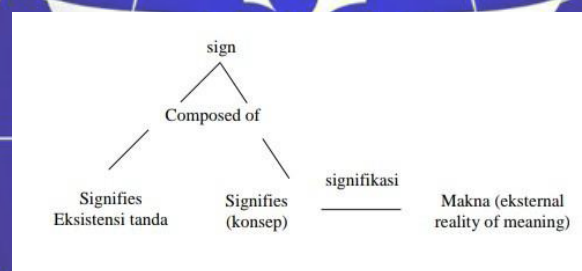 sign
Composed of
signifikasi
Signifies
Eksistensi tanda
Signifies
(konsep)
Makna (eksternal
reality of meaning)